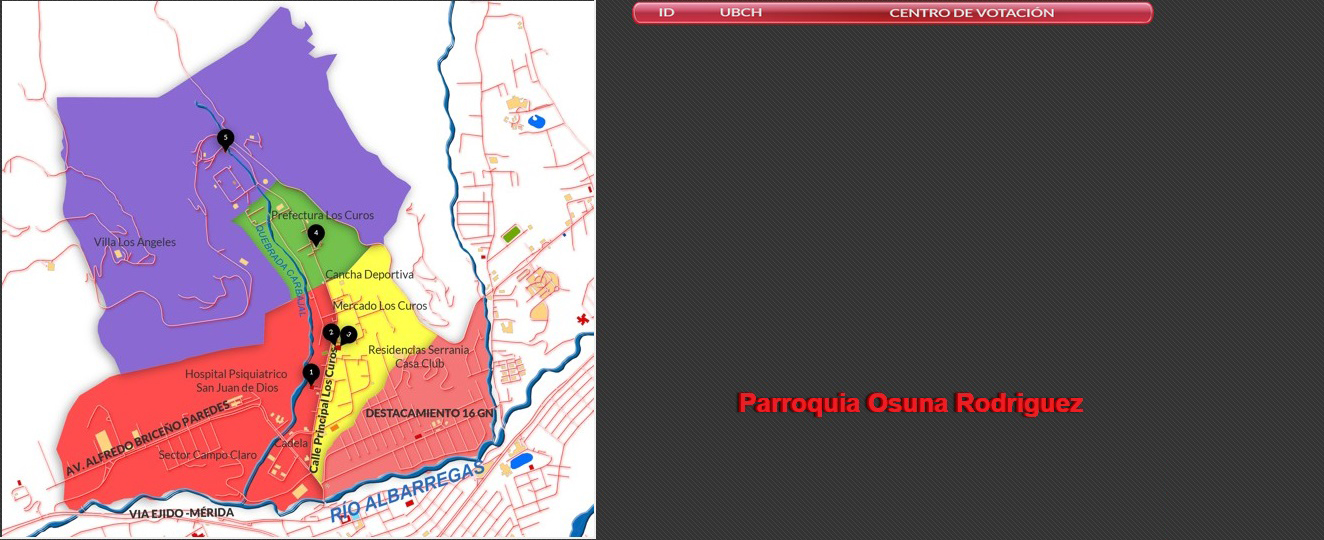 ID UBCH CENTRO DE VOTACIÓN
5
Prefectura Los Curos
4
Villa Los Angeles
QUEBRADA CARBAJAL
Cancha Deportiva
Mercado Los Curos
2
3
Residencias Serrania
Casa Club
Hospital Psiquiatrico
San Juan de Dios
1
Calle Principal Los Curos
AV. ALFREDO BRICEÑO PAREDES
DESTACAMIENTO 16 GN
Parroquia Osuna Rodriguez
Cadela
Sector Campo Claro
RÍO ALBARREGAS
VIA EJIDO -MÉRIDA